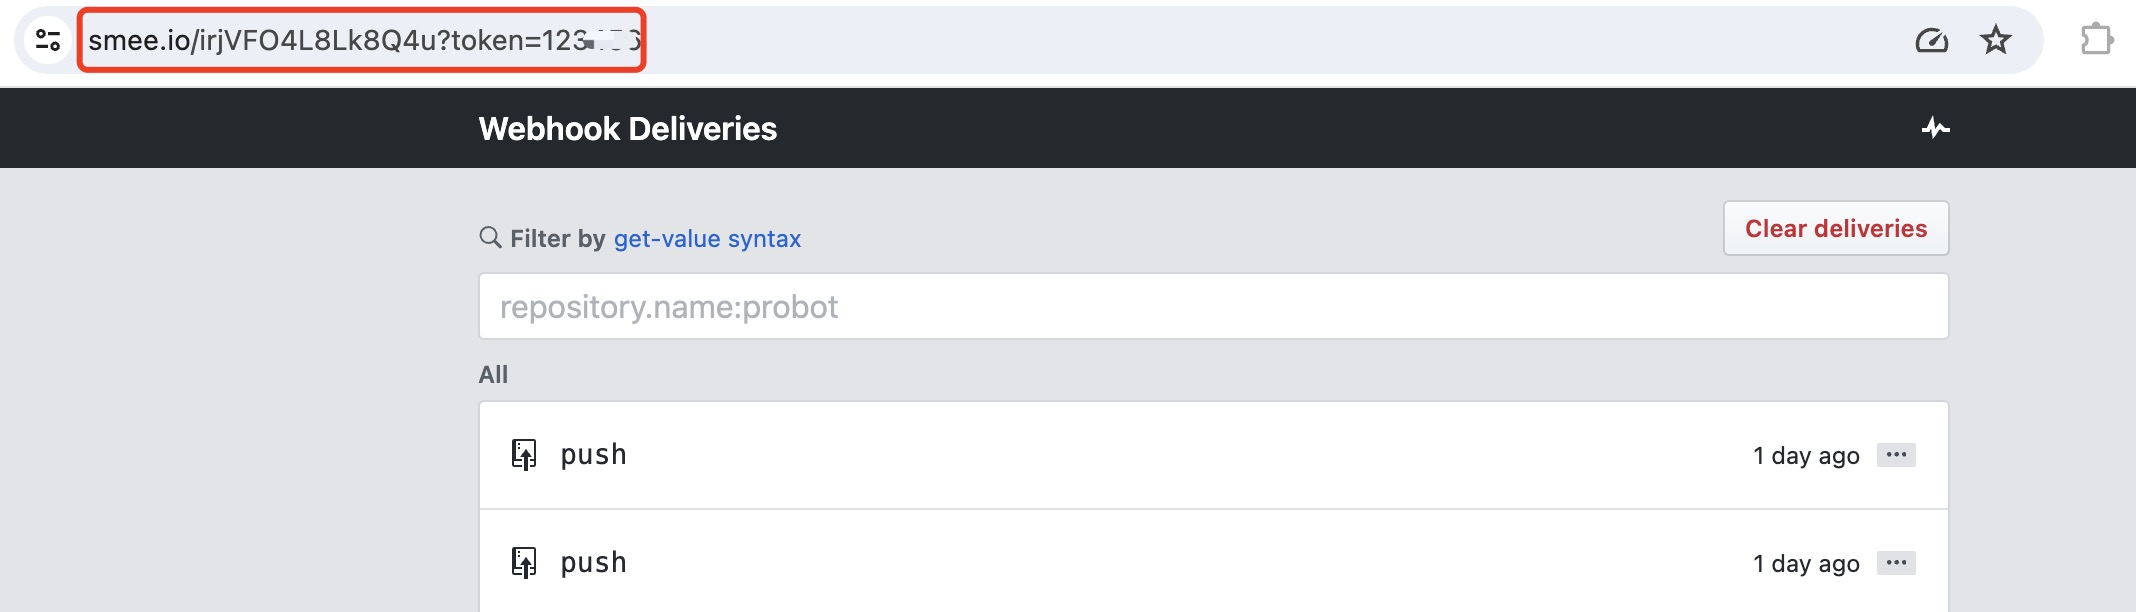 smee.io/irjVFO4L8Lk8Q4u?token=123
Webhook Deliveries
Filter by get-value syntax
Clear deliveries
repository.name:probot
All
push
1 day ago
push
1 day ago